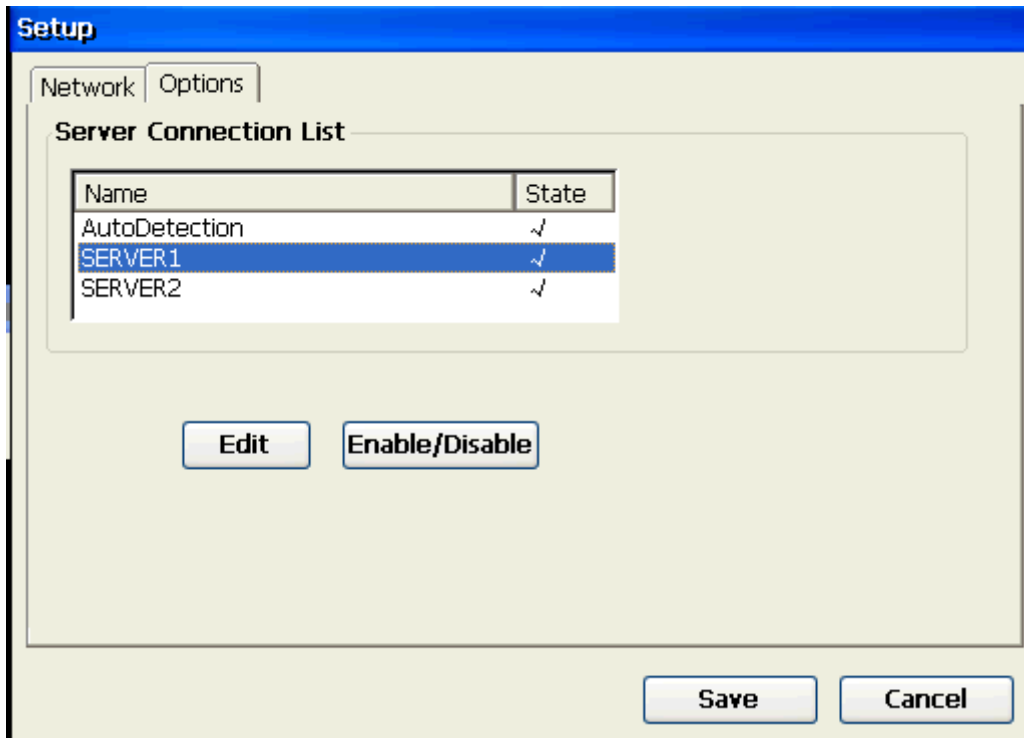 Setup
Network Options
Server Connection List
Name State
AutoDetection √
SERVER1 √
SERVER2 √
Edit Enable/Disable
Save Cancel